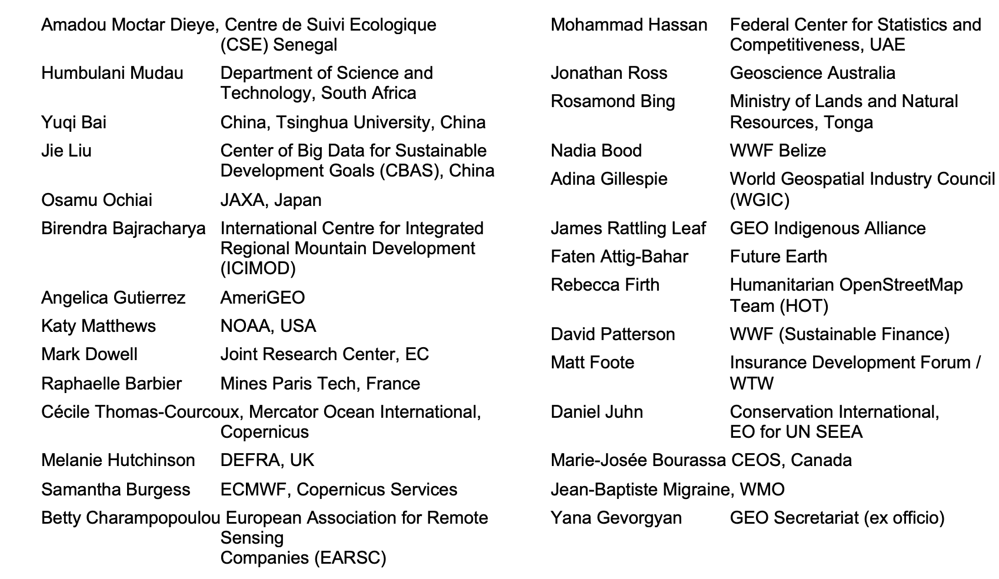 Amadou Moctar Dieye, Centre de Suivi Ecologique
(CSE) Senegal
Humbulani Mudau Department of Science and
Technology, South Africa
Yuqi Bai China, Tsinghua University, China
Jie Liu Center of Big Data for Sustainable
Development Goals (CBAS), China
Osamu Ochiai JAXA, Japan
Birendra Bajracharya International Centre for Integrated
Regional Mountain Development
(ICIMOD)
Angelica Gutierrez AmeriGEO
Katy Matthews NOAA, USA
Mark Dowell Joint Research Center, EC
Raphaelle Barbier Mines Paris Tech, France
Cécile Thomas-Courcoux, Mercator Ocean International,
Copernicus
Melanie Hutchinson DEFRA, UK
Samantha Burgess ECMWF, Copernicus Services
Betty Charampopoulou European Association for Remote
Sensing
Companies (EARSC)
Mohammad Hassan Federal Center for Statistics and
Competitiveness, UAE
Jonathan Ross Geoscience Australia
Rosamond Bing Ministry of Lands and Natural
Resources, Tonga
Nadia Bood WWF Belize
Adina Gillespie World Geospatial Industry Council
(WGIC)
James Rattling Leaf GEO Indigenous Alliance
Faten Attig-Bahar Future Earth
Rebecca Firth Humanitarian OpenStreetMap
Team (HOT)
David Patterson WWF (Sustainable Finance)
Matt Foote Insurance Development Forum /
WTW
Daniel Juhn Conservation International,
EO for UN SEEA
Marie-Josée Bourassa CEOS, Canada
Jean-Baptiste Migraine, WMO
Yana Gevorgyan GEO Secretariat (ex officio)